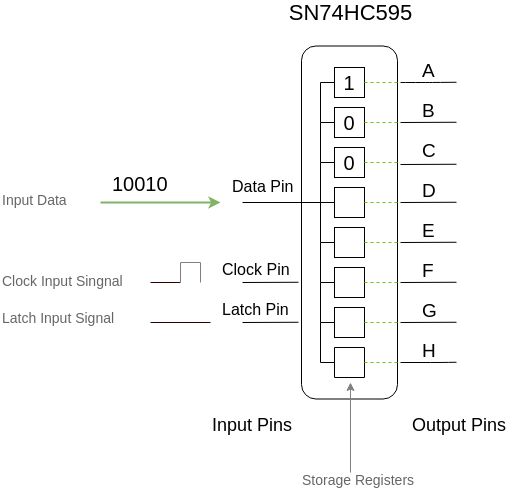 SN74HC595
A
1
B
0
C
0
10010
Data Pin
Input Data
D
E
Clock Pin
F
Clock Input Singnal
Latch Pin
G
Latch Input Signal
H
Input Pins
Output Pins
Storage Registers